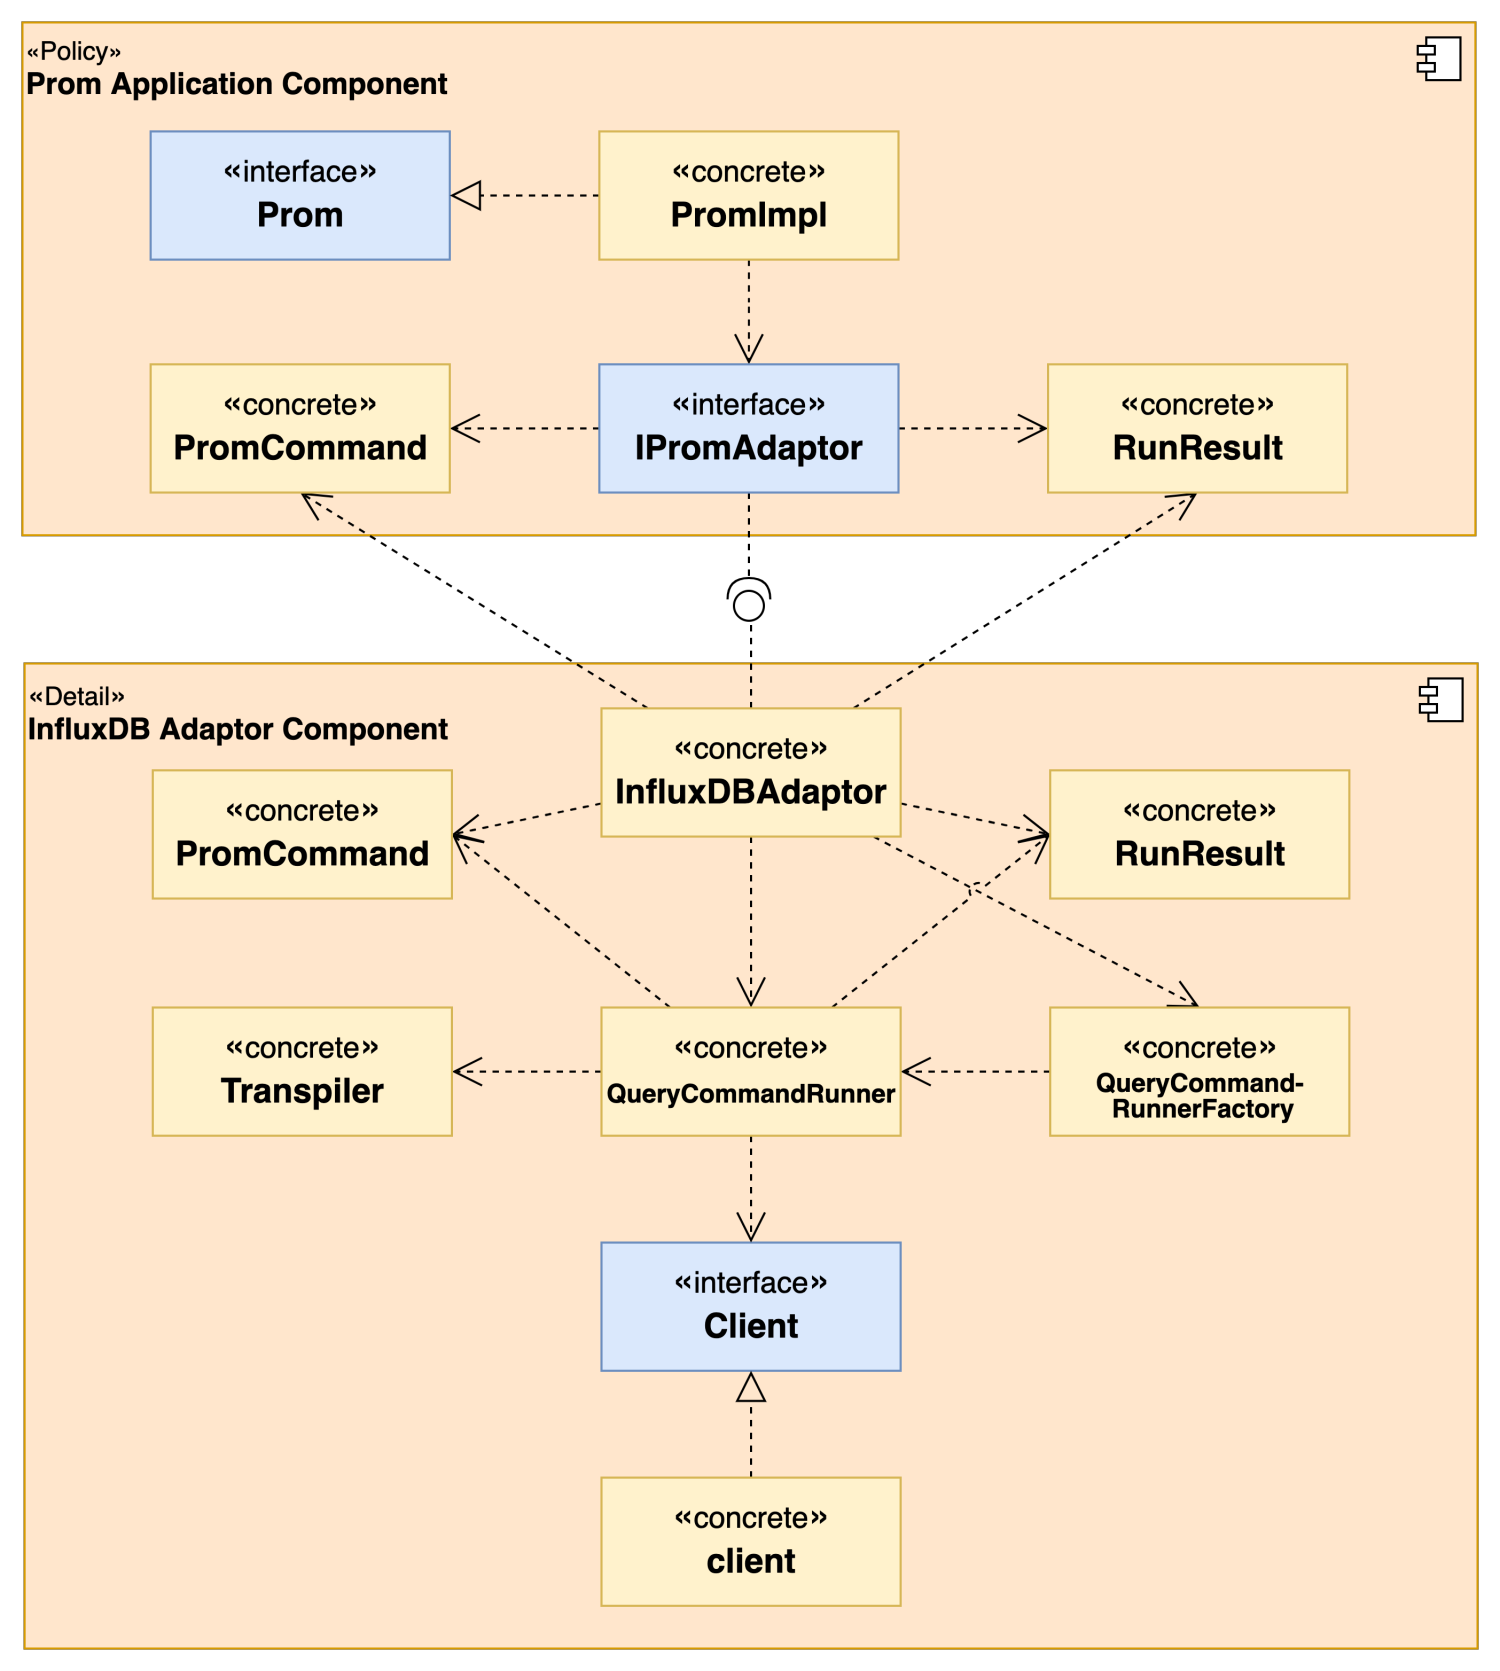 «Policy»
Prom Application Component
«interface»
Prom
«concrete»
PromImpl
«concrete»
PromCommand
«interface»
IPromAdaptor
«concrete»
RunResult
«Detail»
InfluxDB Adaptor Component
«concrete»
InfluxDBAdaptor
«concrete»
PromCommand
«concrete»
RunResult
«concrete»
Transpiler
«concrete»
QueryCommandRunner
«concrete»
QueryCommand-
RunnerFactory
«interface»
Client
«concrete»
client